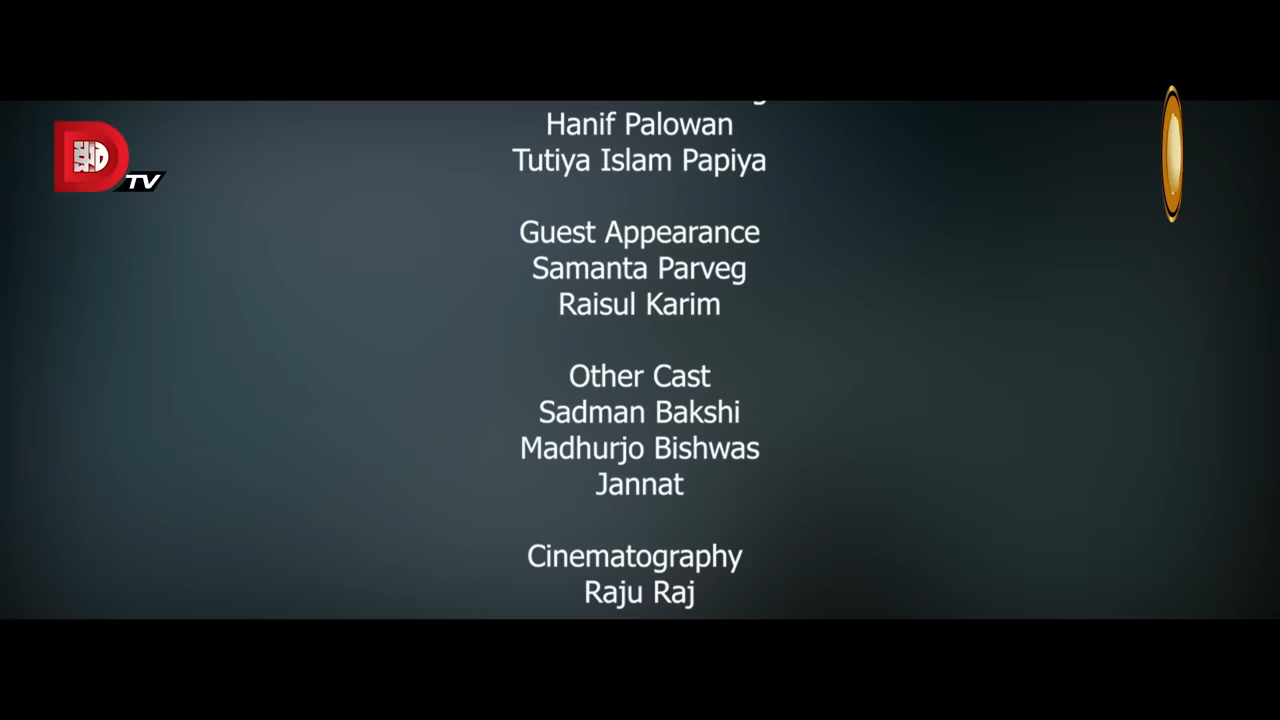 TV
Hanif Palowan
Tutiya Islam Papiya
Guest Appearance
Samanta Parveg
Raisul Karim
Other Cast
Sadman Bakshi
Madhurjo Bishwas
Jannat
Cinematography
Raju Raj